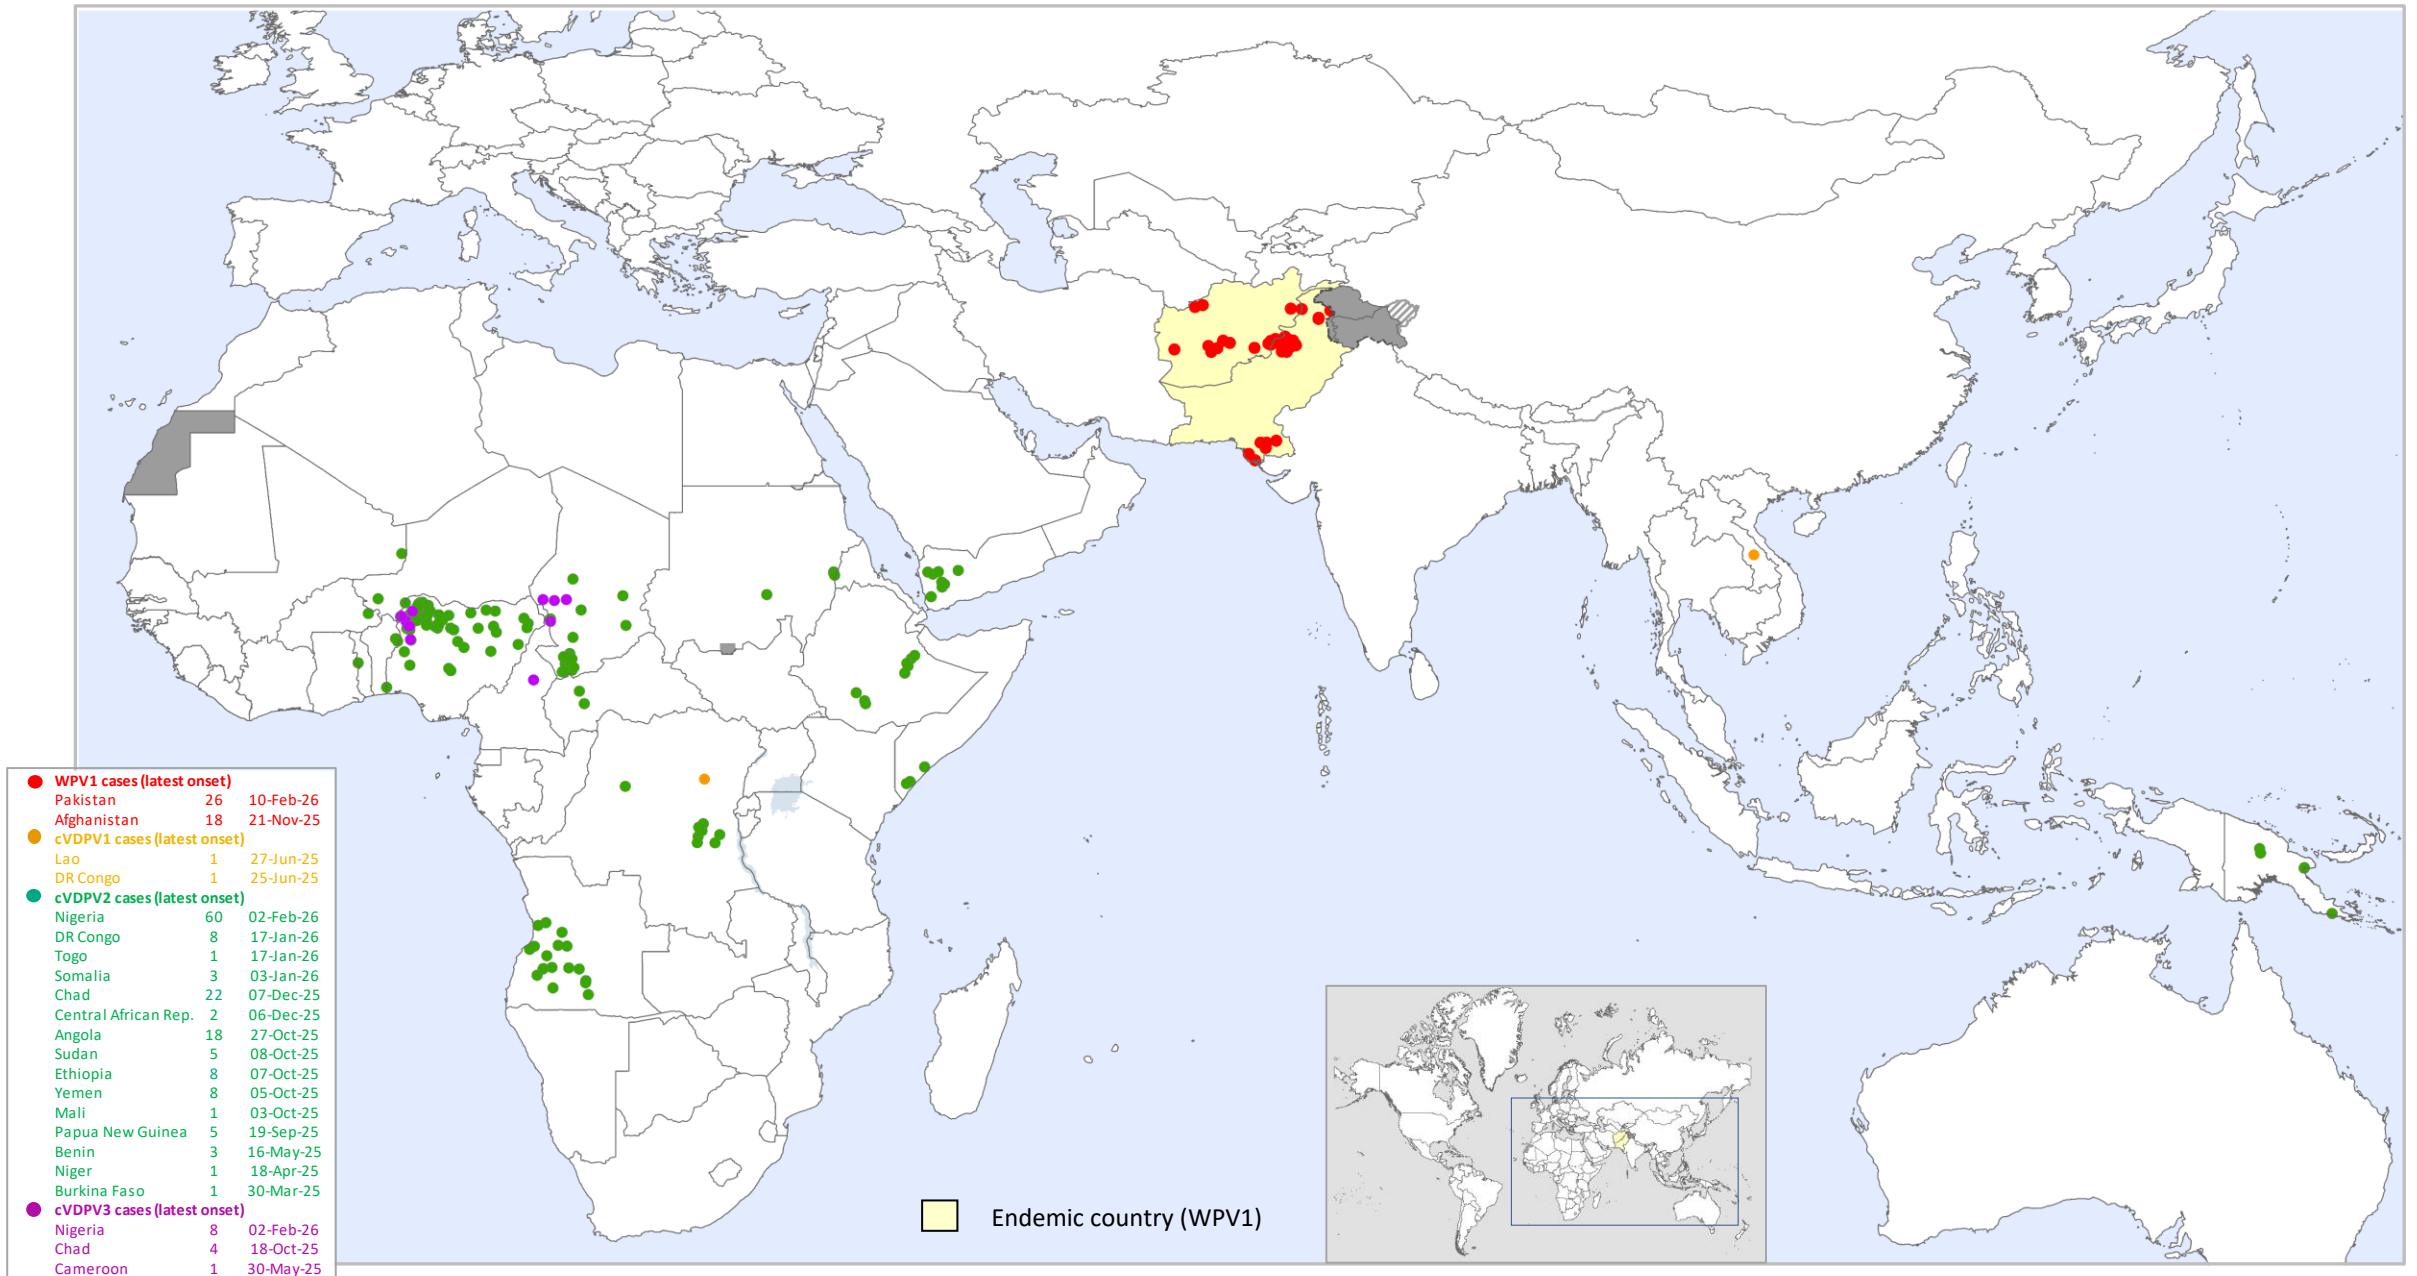 WPV1 cases (latest onset)
Pakistan 26 10-Feb-26
Afghanistan 18 21-Nov-25
cVDPV1 cases (latest onset)
Lao 1 27-Jun-25
DR Congo 1 25-Jun-25
cVDPV2 cases (latest onset)
Nigeria 60 02-Feb-26
DR Congo 8 17-Jan-26
Togo 1 17-Jan-26
Somalia 3 03-Jan-26
Chad 22 07-Dec-25
Central African Rep. 2 06-Dec-25
Angola 18 27-Oct-25
Sudan 5 08-Oct-25
Ethiopia 8 07-Oct-25
Yemen 8 05-Oct-25
Mali 1 03-Oct-25
Papua New Guinea 5 19-Sep-25
Benin 3 16-May-25
Niger 1 18-Apr-25
Burkina Faso 1 30-Mar-25
cVDPV3 cases (latest onset)
Nigeria 8 02-Feb-26
Chad 4 18-Oct-25
Cameroon 1 30-May-25
Endemic country (WPV1)